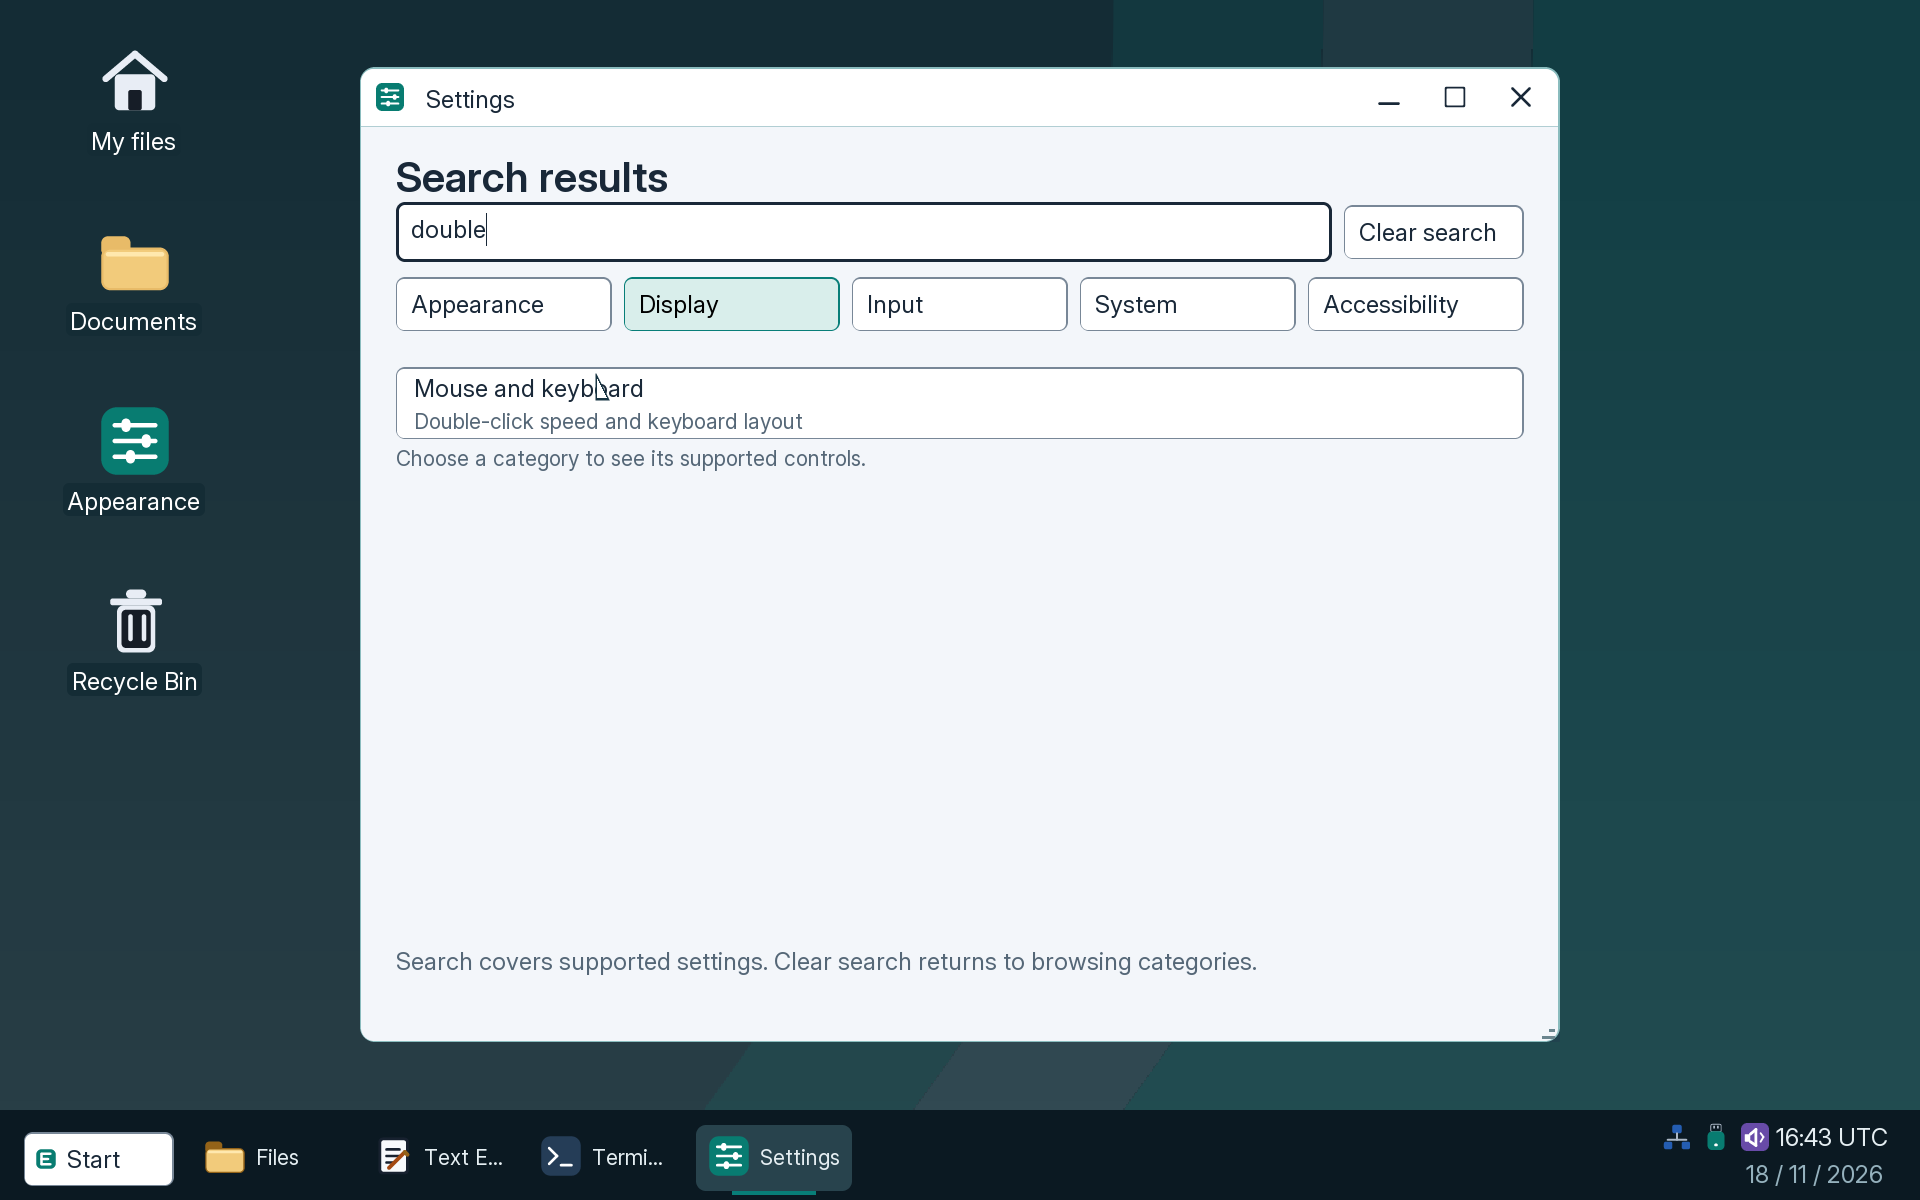 My files
Documents
Appearance
Recycle Bin
Settings
Search results
double
Clear search
Appearance
Display
Input
System
Accessibility
Mouse and keyboard
Double-click speed and keyboard layout
Choose a category to see its supported controls.
Search covers supported settings. Clear search returns to browsing categories.
Start
Files
Text E...
Termi...
Settings
16:43 UTC
18 / 11 / 2026